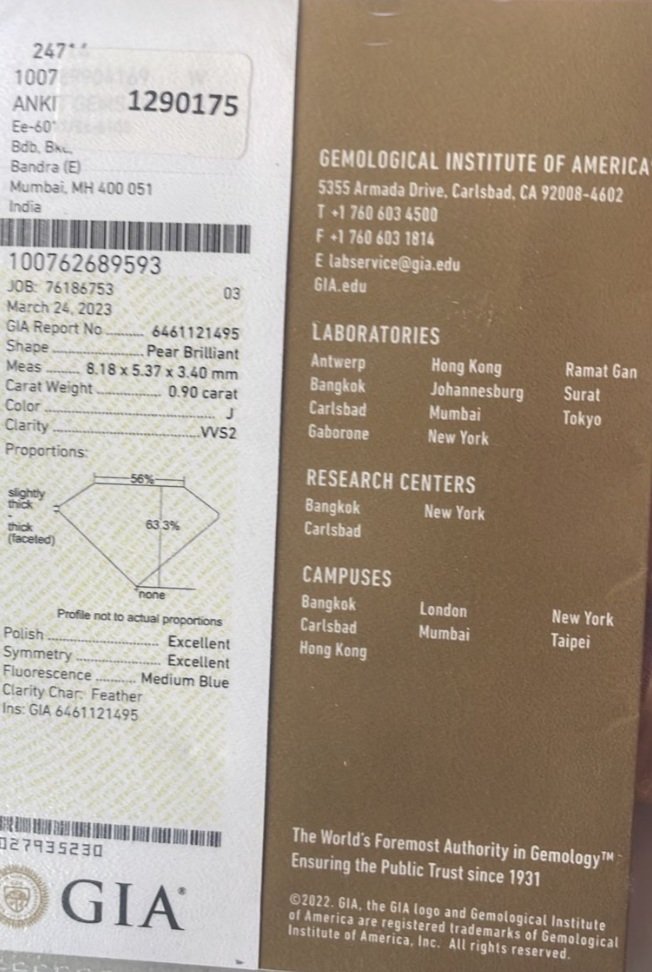 2471
1007
ANKIT GEMS
1290175
Ee-60
Bdb, BKC,
Bandra (E)
Mumbai, MH 400 051
India
100762689593
JOB: 76186753 03
March 24, 2023
GIA Report No .......... 6461121495
Shape ........................ Pear Brilliant
Meas ......... 8.18 x 5.37 x 3.40 mm
Carat Weight ................. 0.90 carat
Color ............................................ J
Clarity ..................................... VVS2
Proportions:
56%
slightly
thick
-
thick
(faceted)
63.3%
none
Profile not to actual proportions
Polish ............................. Excellent
Symmetry ...................... Excellent
Fluorescence .......... Medium Blue
Clarity Char: Feather
Ins: GIA 6461121495
027935230
GIA®
GEMOLOGICAL INSTITUTE OF AMERICA
5355 Armada Drive, Carlsbad, CA 92008-4602
T +1 760 603 4500
F +1 760 603 1814
E labservice@gia.edu
GIA.edu
LABORATORIES
Antwerp Hong Kong Ramat Gan
Bangkok Johannesburg Surat
Carlsbad Mumbai Tokyo
Gaborone New York
RESEARCH CENTERS
Bangkok New York
Carlsbad
CAMPUSES
Bangkok London New York
Carlsbad Mumbai Taipei
Hong Kong
The World's Foremost Authority in Gemology™
Ensuring the Public Trust since 1931
©2022. GIA, the GIA logo and Gemological Institute
of America are registered trademarks of Gemological
Institute of America, Inc. All rights reserved.